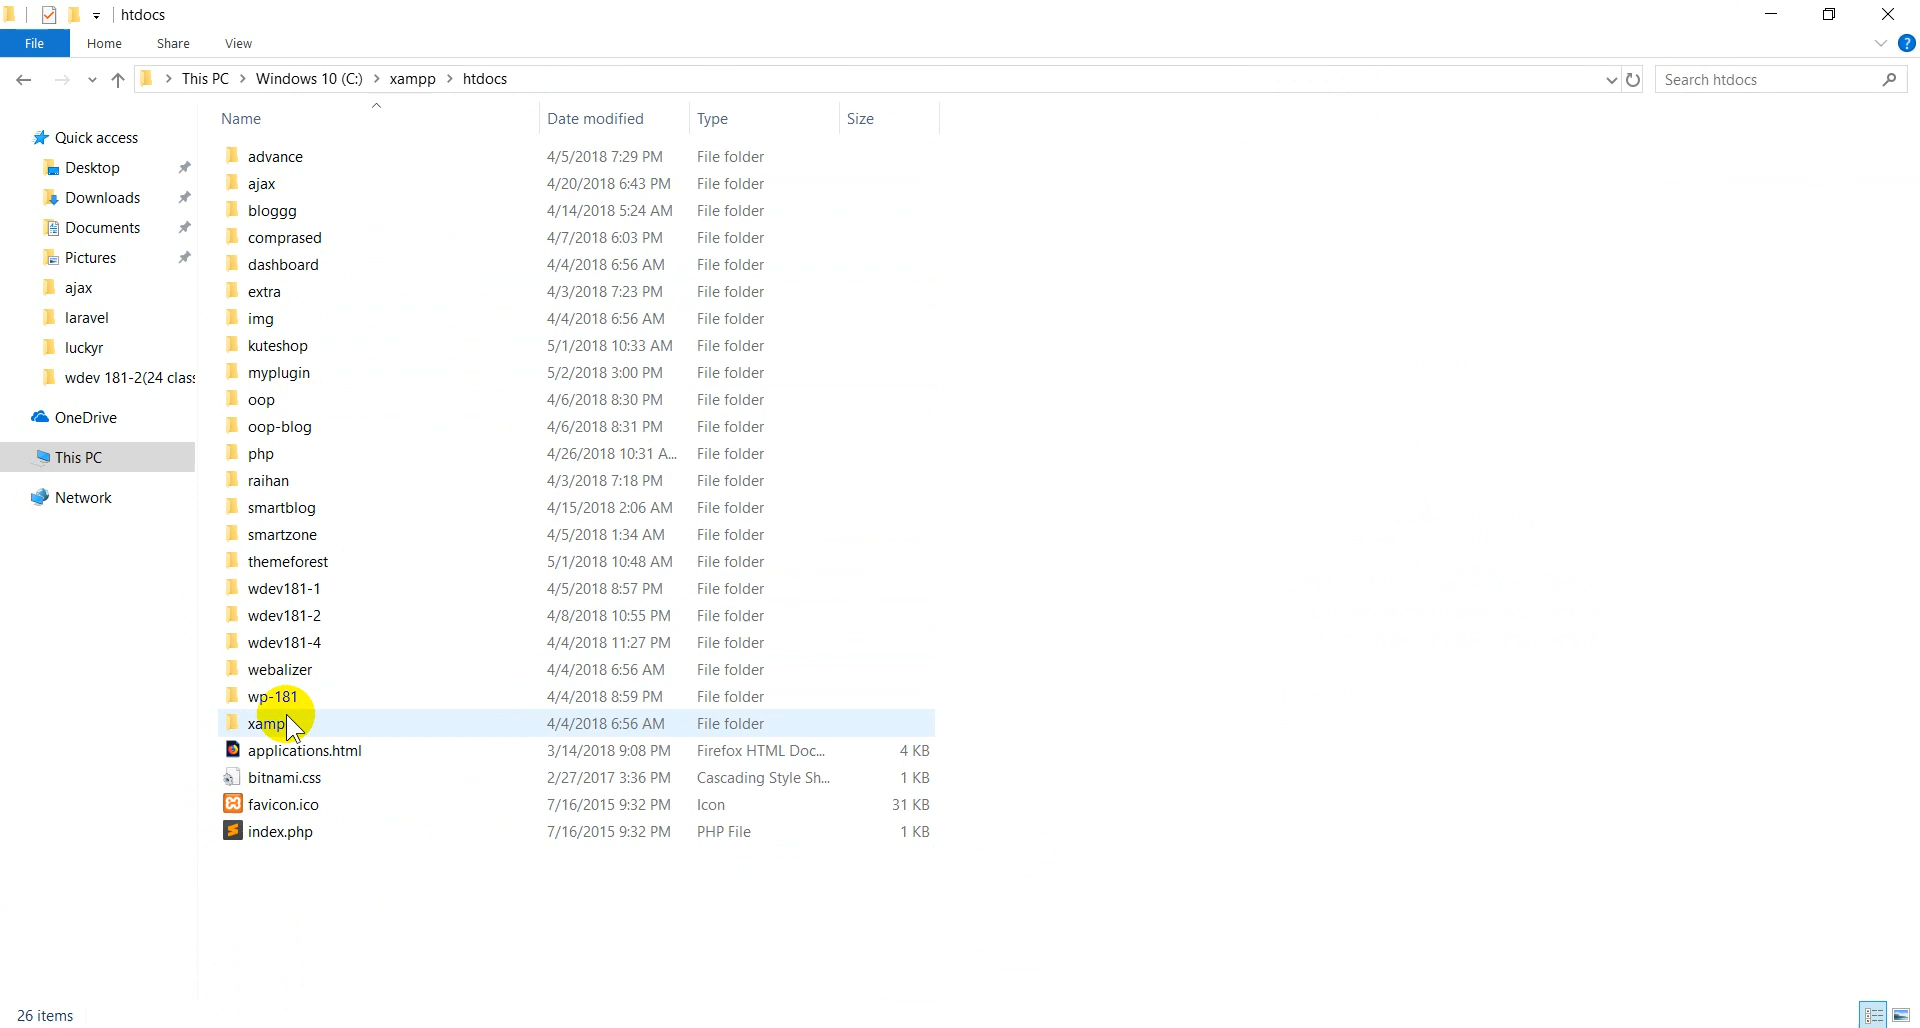 htdocs
File Home Share View
This PC Windows 10 (C:) xampp htdocs Search htdocs
Name Date modified Type Size
Quick access
Desktop
Downloads
Documents
Pictures
ajax
laravel
luckyr
wdev 181-2(24 clas
OneDrive
This PC
Network
advance 4/5/2018 7:29 PM File folder
ajax 4/20/2018 6:43 PM File folder
bloggg 4/14/2018 5:24 AM File folder
comprased 4/7/2018 6:03 PM File folder
dashboard 4/4/2018 6:56 AM File folder
extra 4/3/2018 7:23 PM File folder
img 4/4/2018 6:56 AM File folder
kuteshop 5/1/2018 10:33 AM File folder
myplugin 5/2/2018 3:00 PM File folder
oop 4/6/2018 8:30 PM File folder
oop-blog 4/6/2018 8:31 PM File folder
php 4/26/2018 10:31 A... File folder
raihan 4/3/2018 7:18 PM File folder
smartblog 4/15/2018 2:06 AM File folder
smartzone 4/5/2018 1:34 AM File folder
themeforest 5/1/2018 10:48 AM File folder
wdev181-1 4/5/2018 8:57 PM File folder
wdev181-2 4/8/2018 10:55 PM File folder
wdev181-4 4/4/2018 11:27 PM File folder
webalizer 4/4/2018 6:56 AM File folder
wp-181 4/4/2018 8:59 PM File folder
xamp 4/4/2018 6:56 AM File folder
applications.html 3/14/2018 9:08 PM Firefox HTML Doc... 4 KB
bitnami.css 2/27/2017 3:36 PM Cascading Style Sh... 1 KB
favicon.ico 7/16/2015 9:32 PM Icon 31 KB
index.php 7/16/2015 9:32 PM PHP File 1 KB
26 items